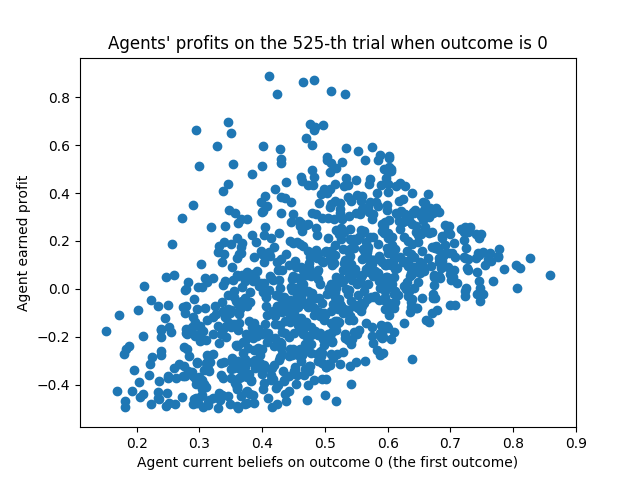 Agents' profits on the 525-th trial when outcome is 0
Agent earned profit
0.8
0.6
0.4
0.2
0.0
−0.2
−0.4
0.2 0.3 0.4 0.5 0.6 0.7 0.8 0.9
Agent current beliefs on outcome 0 (the first outcome)